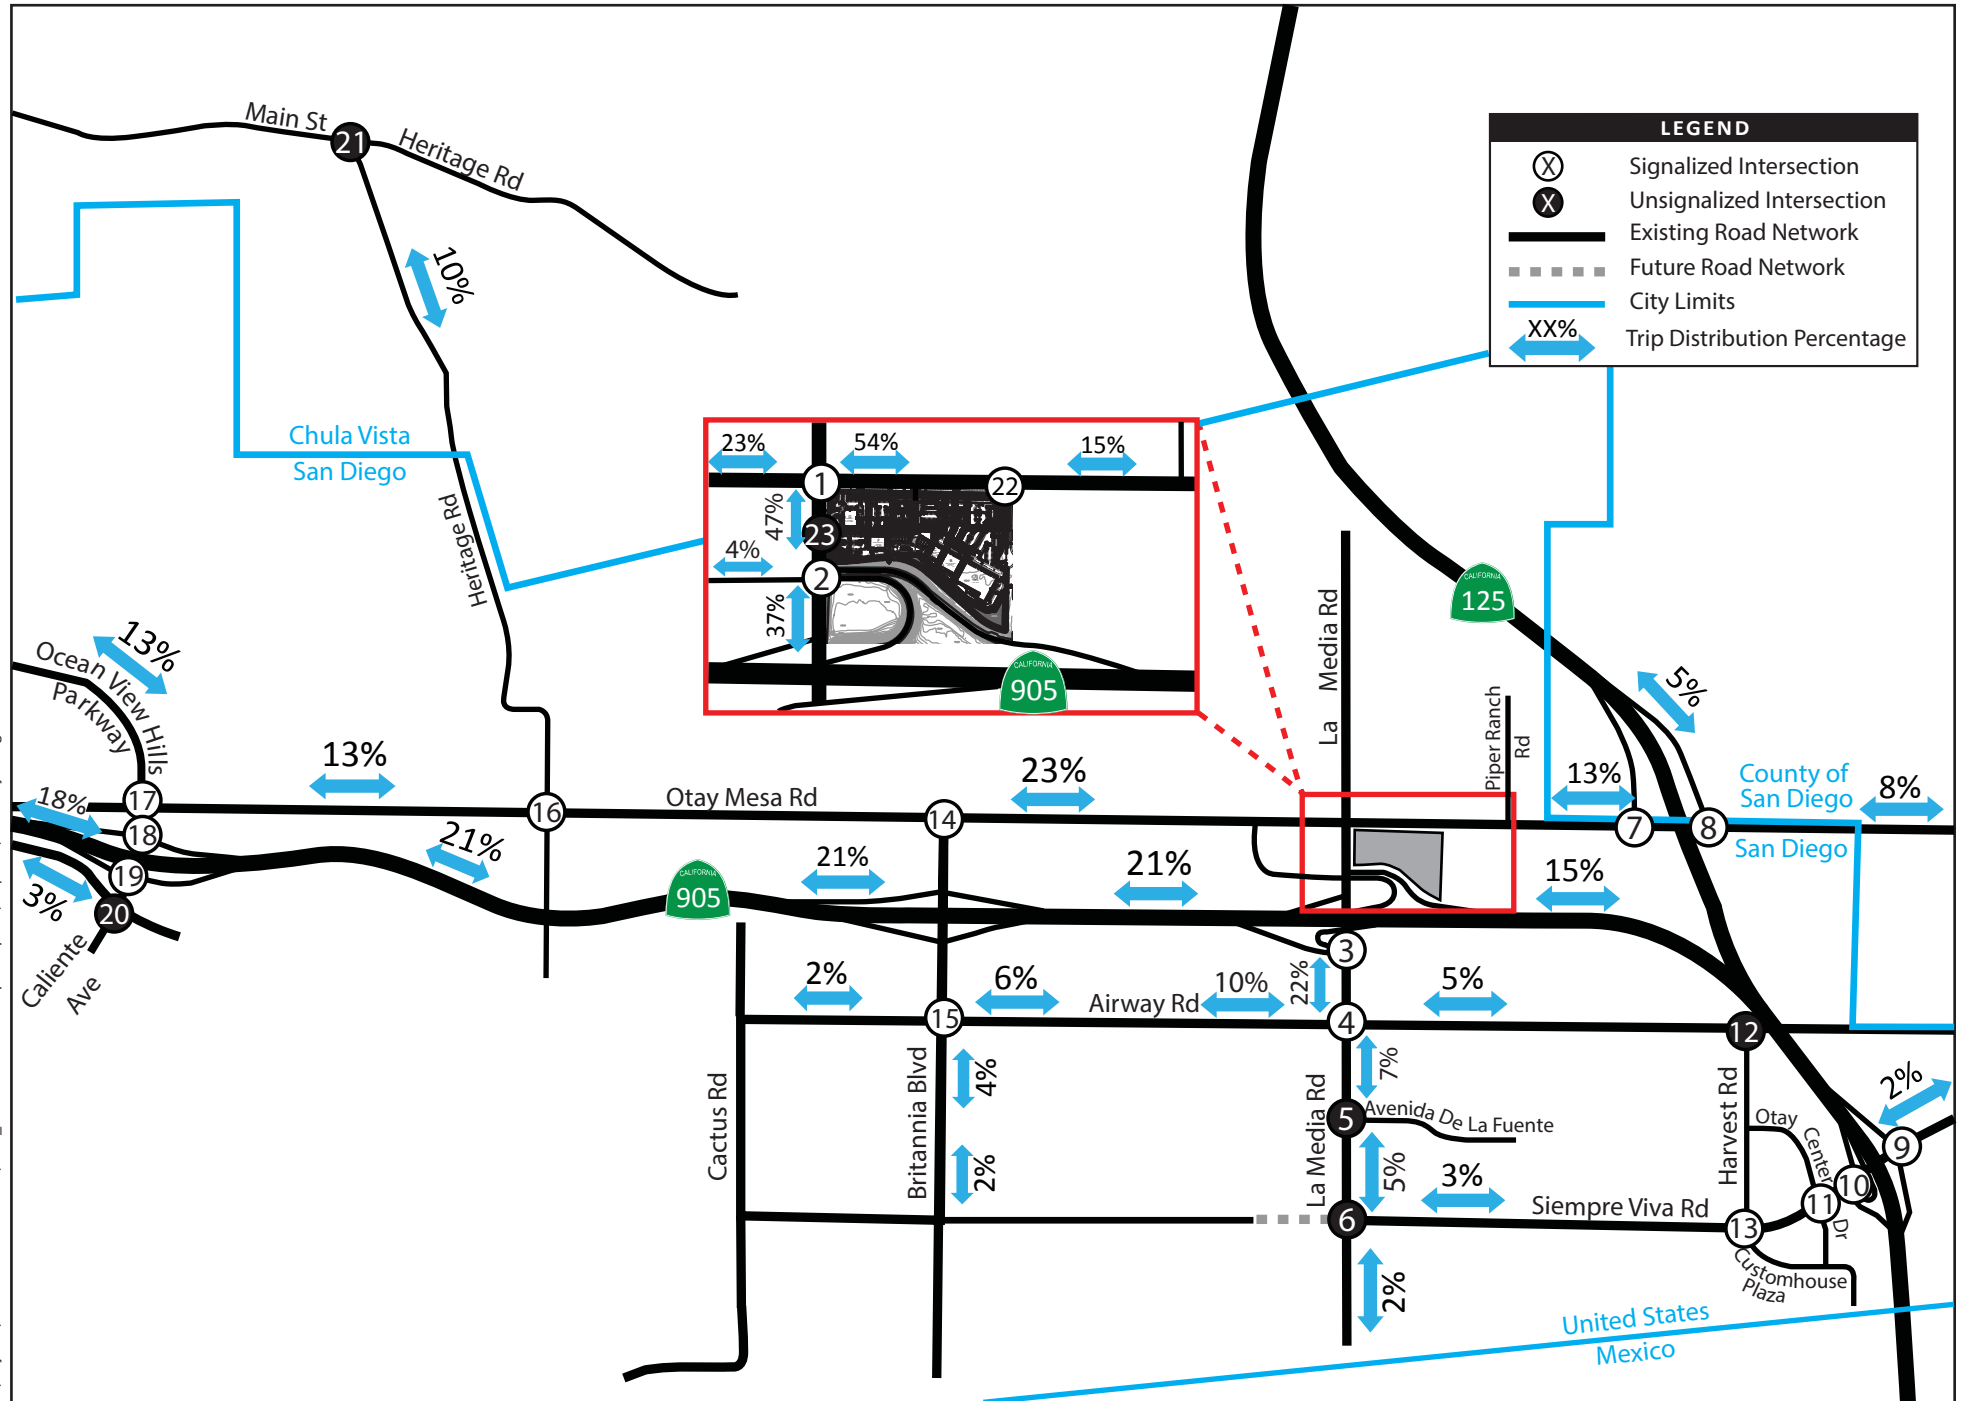 Main St
21
Heritage Rd
LEGEND
X
Signalized Intersection
X
Unsignalized Intersection
Existing Road Network
Future Road Network
City Limits
XX%
Trip Distribution Percentage
10%
Chula Vista
San Diego
Heritage Rd
23%
54%
15%
1
22
47%
23
4%
2
37%
CALIFORNIA
905
La Media Rd
CALIFORNIA
125
Piper Ranch
Rd
5%
13%
Ocean View Hills
Parkway
13%
23%
Otay Mesa Rd
13%
County of
San Diego
8%
18%
17
16
14
7
8
San Diego
18
21%
21%
21%
15%
19
CALIFORNIA
905
3%
20
Caliente
Ave
3
2%
6%
Airway Rd
10%
22%
5%
15
4
12
Cactus Rd
Britannia Blvd
4%
2%
La Media Rd
7%
5
Avenida De La Fuente
5%
3%
6
Siempre Viva Rd
2%
Harvest Rd
Otay
Center
Dr
2%
9
10
11
13
Customhouse
Plaza
United States
Mexico